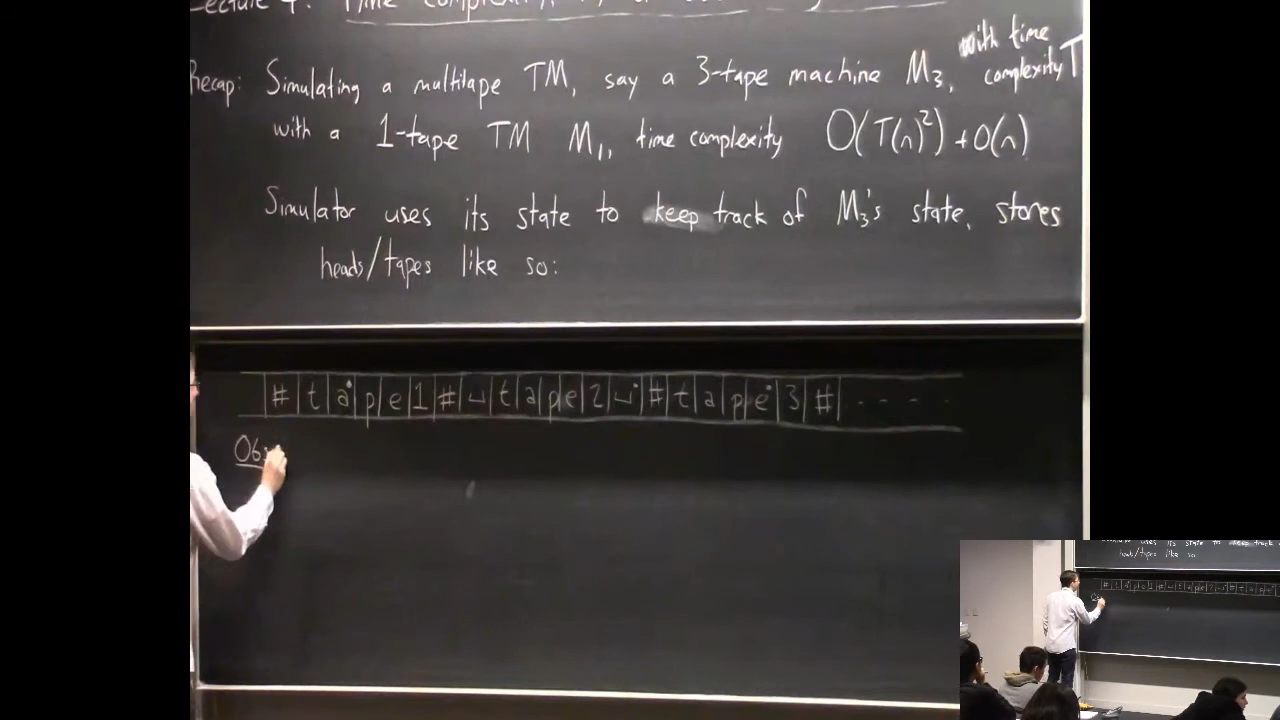 Lecture
Recap: Simulating a multitape TM, say a 3-tape machine M₃, with time complexity T
with a 1-tape TM M₁, time complexity O(T(n)²) + O(n)
Simulator uses its state to keep track of M₃'s state, stores
heads/tapes like so:
# t ȧ p e 1 # ⊔ t a p e 2 ⊔̇ # t a p ė 3 # - - - -
Ob